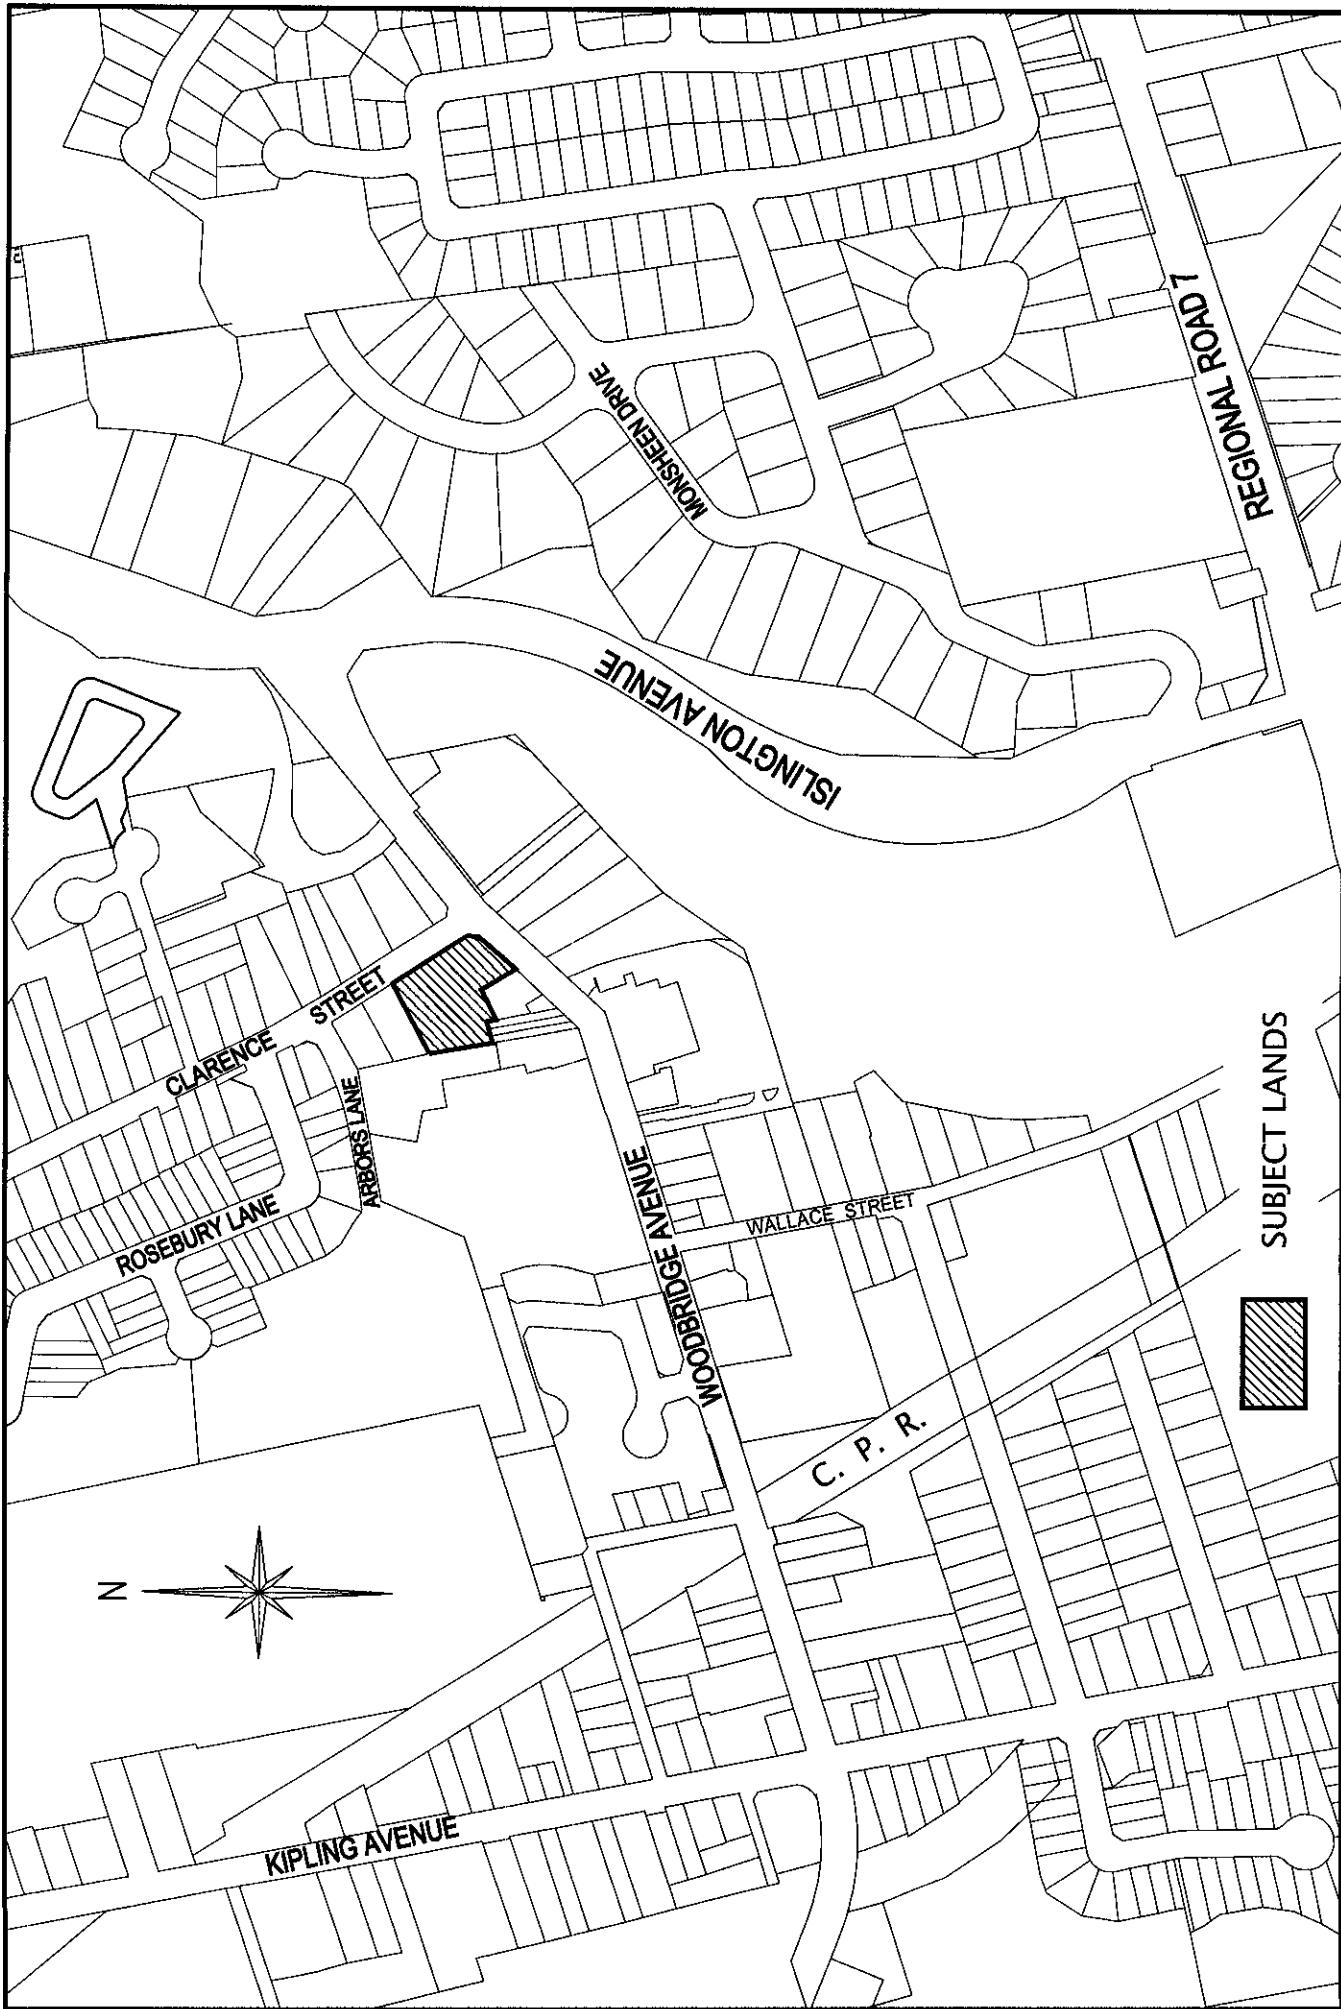 N
KIPLING AVENUE
ROSEBURY LANE
ARBORS LANE
CLARENCE STREET
WOODBRIDGE AVENUE
WALLACE STREET
C. P. R.
ISLINGTON AVENUE
MONSHEEN DRIVE
REGIONAL ROAD 7
SUBJECT LANDS